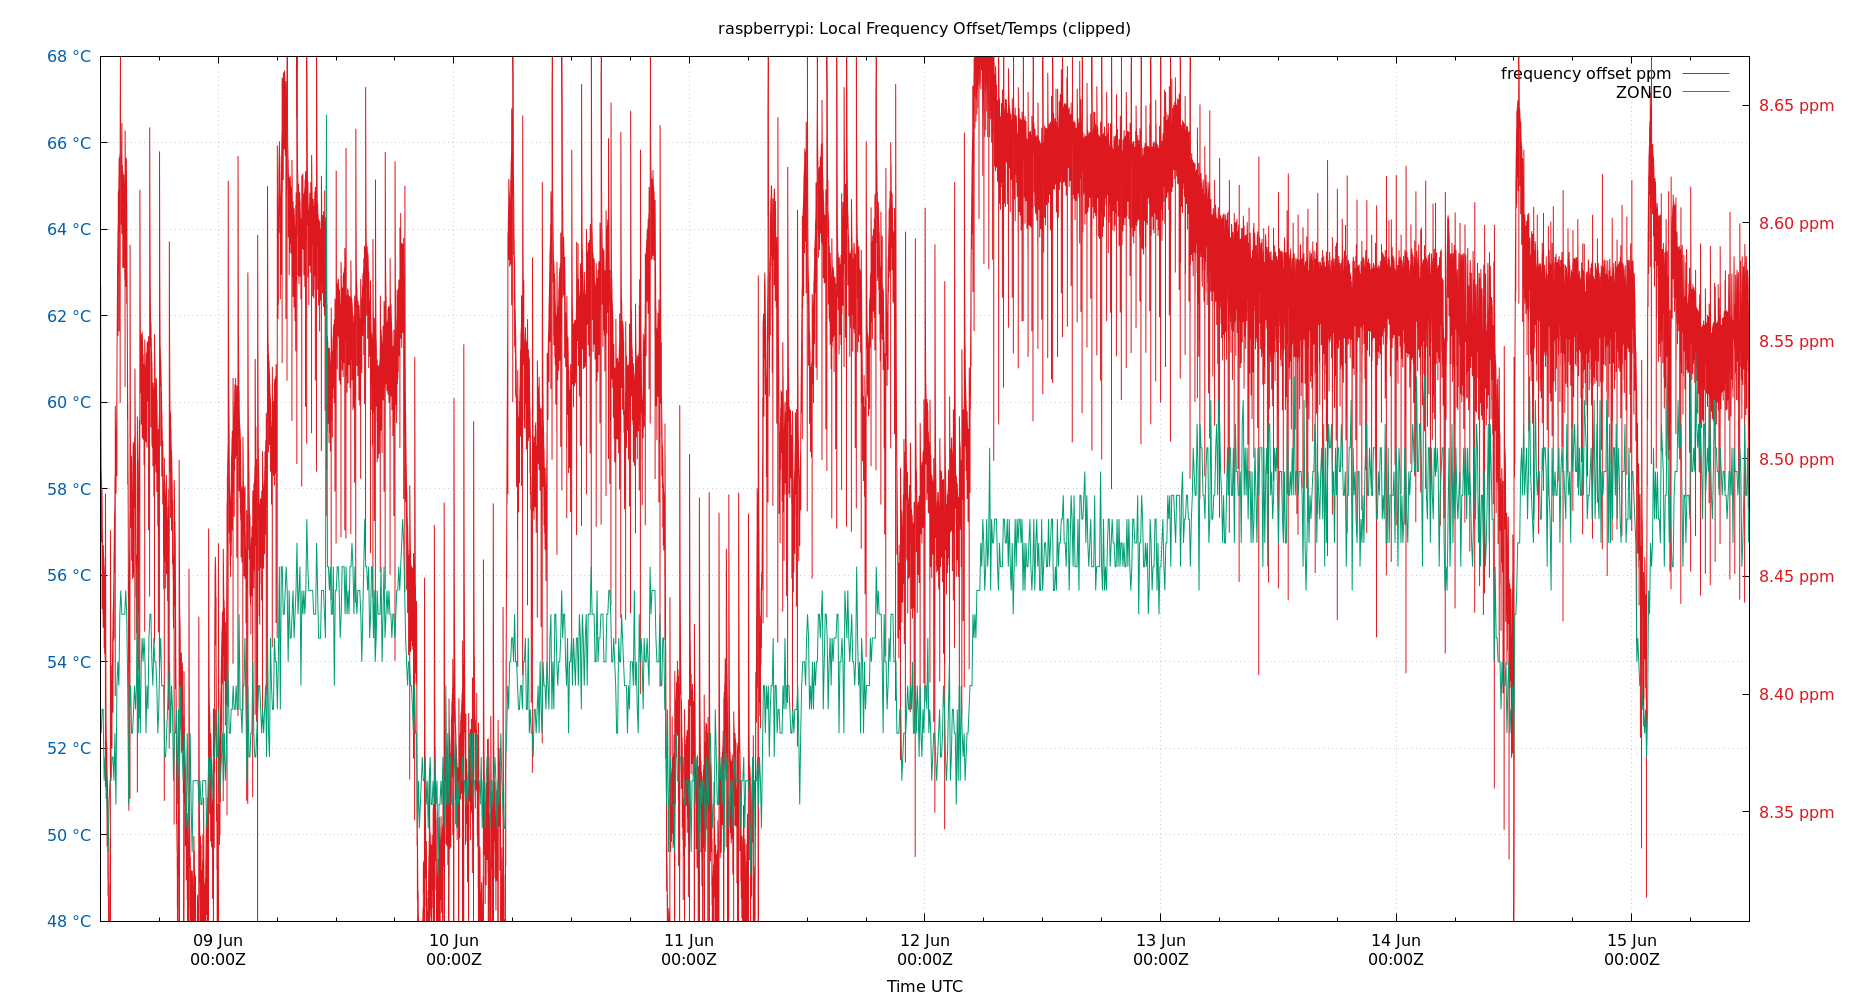 raspberrypi: Local Frequency Offset/Temps (clipped)
68 °C
66 °C
64 °C
62 °C
60 °C
58 °C
56 °C
54 °C
52 °C
50 °C
48 °C
frequency offset ppm
ZONE0
8.65 ppm
8.60 ppm
8.55 ppm
8.50 ppm
8.45 ppm
8.40 ppm
8.35 ppm
09 Jun
00:00Z
10 Jun
00:00Z
11 Jun
00:00Z
12 Jun
00:00Z
13 Jun
00:00Z
14 Jun
00:00Z
15 Jun
00:00Z
Time UTC